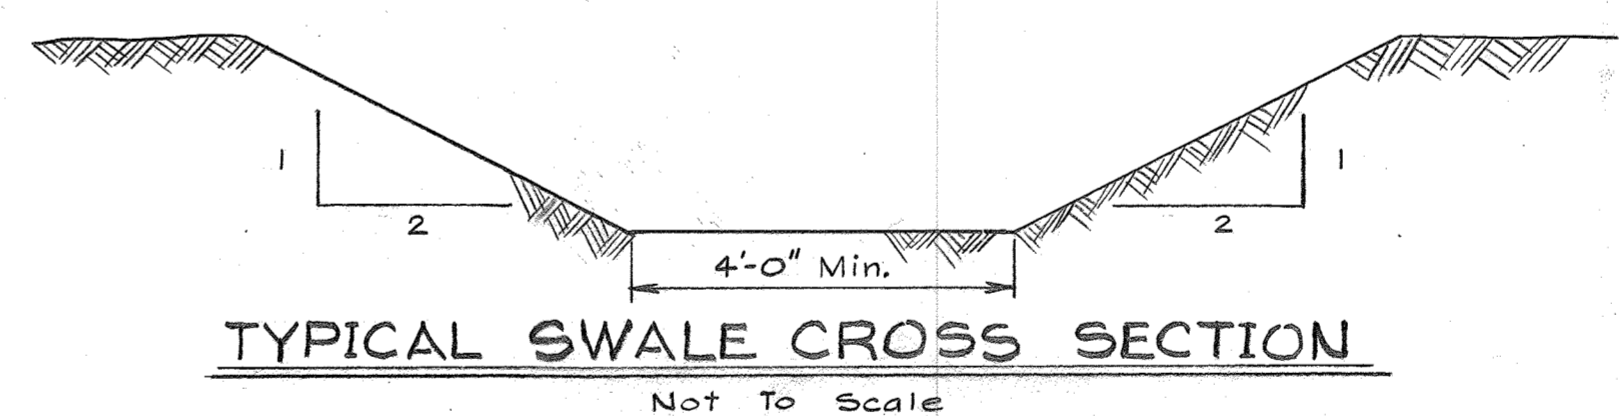 1
1
2
2
4'-0" Min.
TYPICAL SWALE CROSS SECTION
Not To Scale